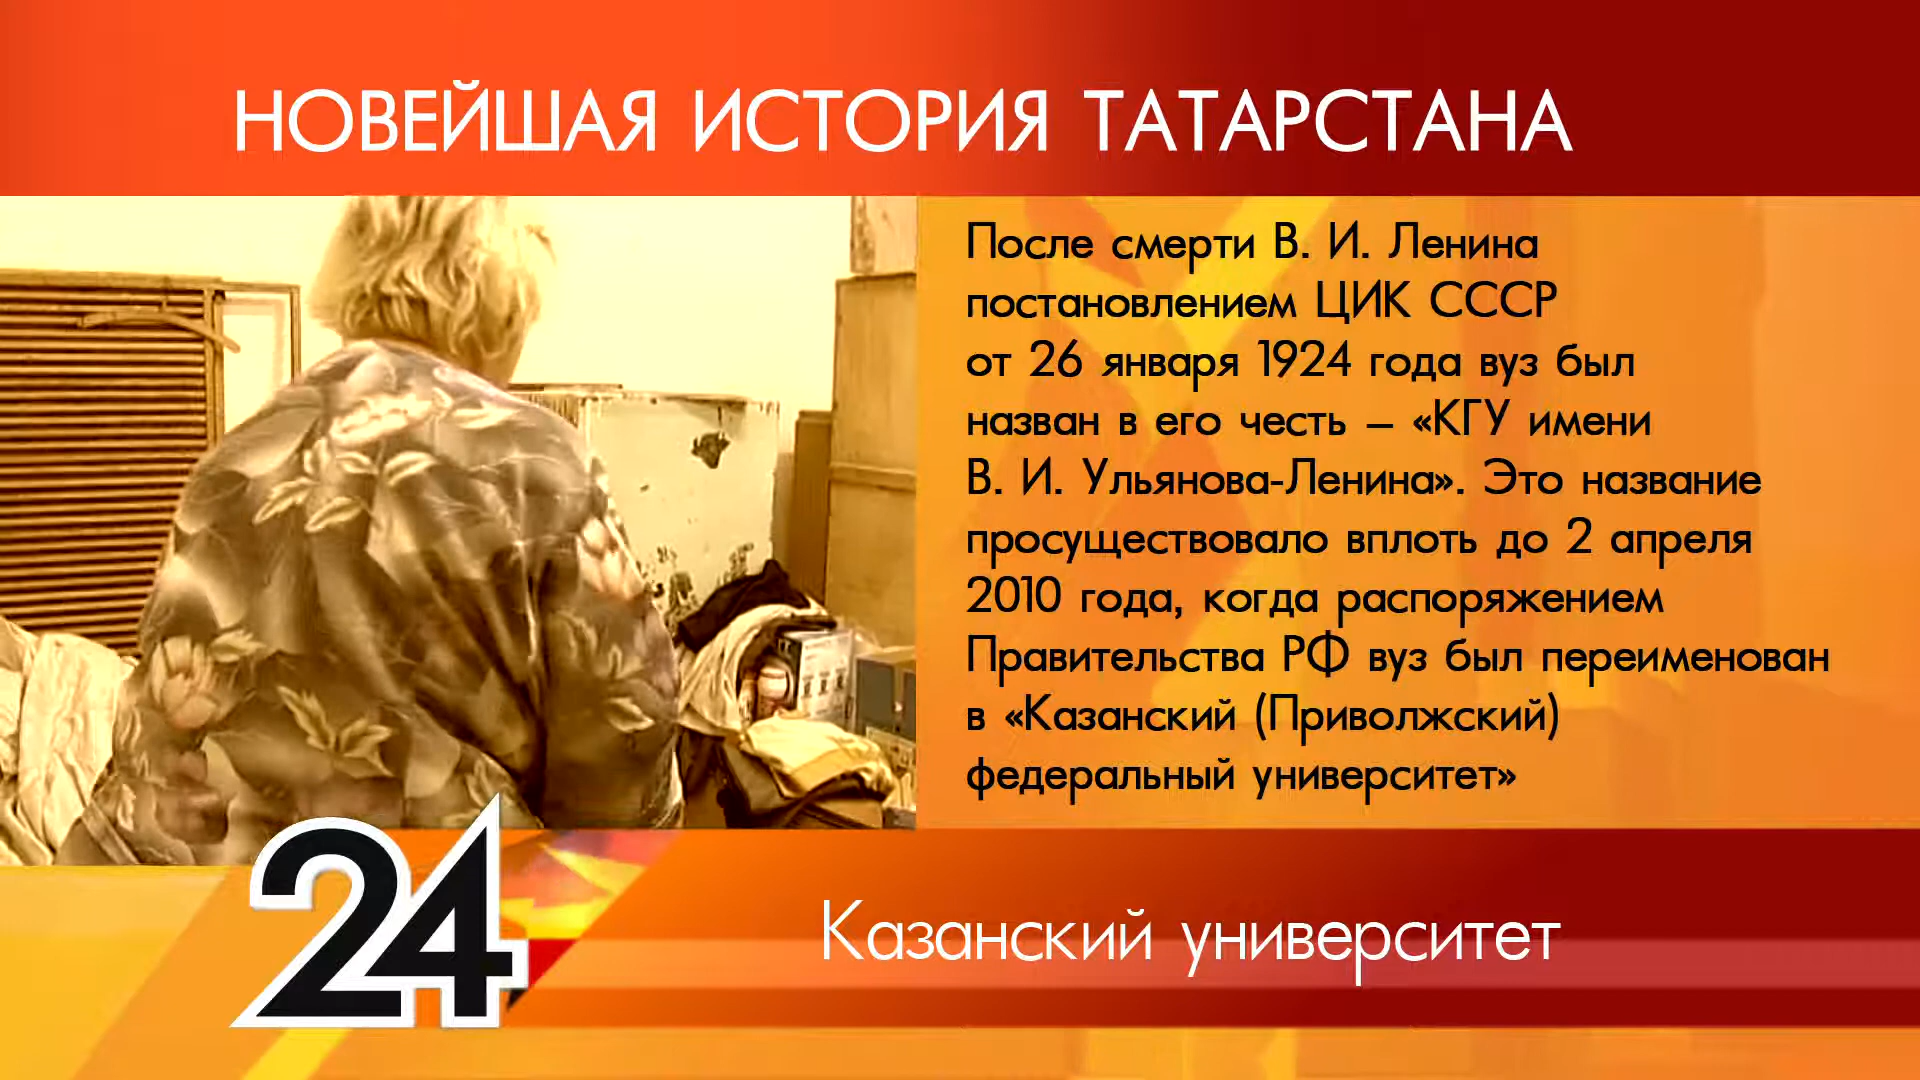 НОВЕЙШАЯ ИСТОРИЯ ТАТАРСТАНА
После смерти В. И. Ленина
постановлением ЦИК СССР
от 26 января 1924 года вуз был
назван в его честь – «КГУ имени
В. И. Ульянова-Ленина». Это название
просуществовало вплоть до 2 апреля
2010 года, когда распоряжением
Правительства РФ вуз был переименован
в «Казанский (Приволжский)
федеральный университет»
24
Казанский университет